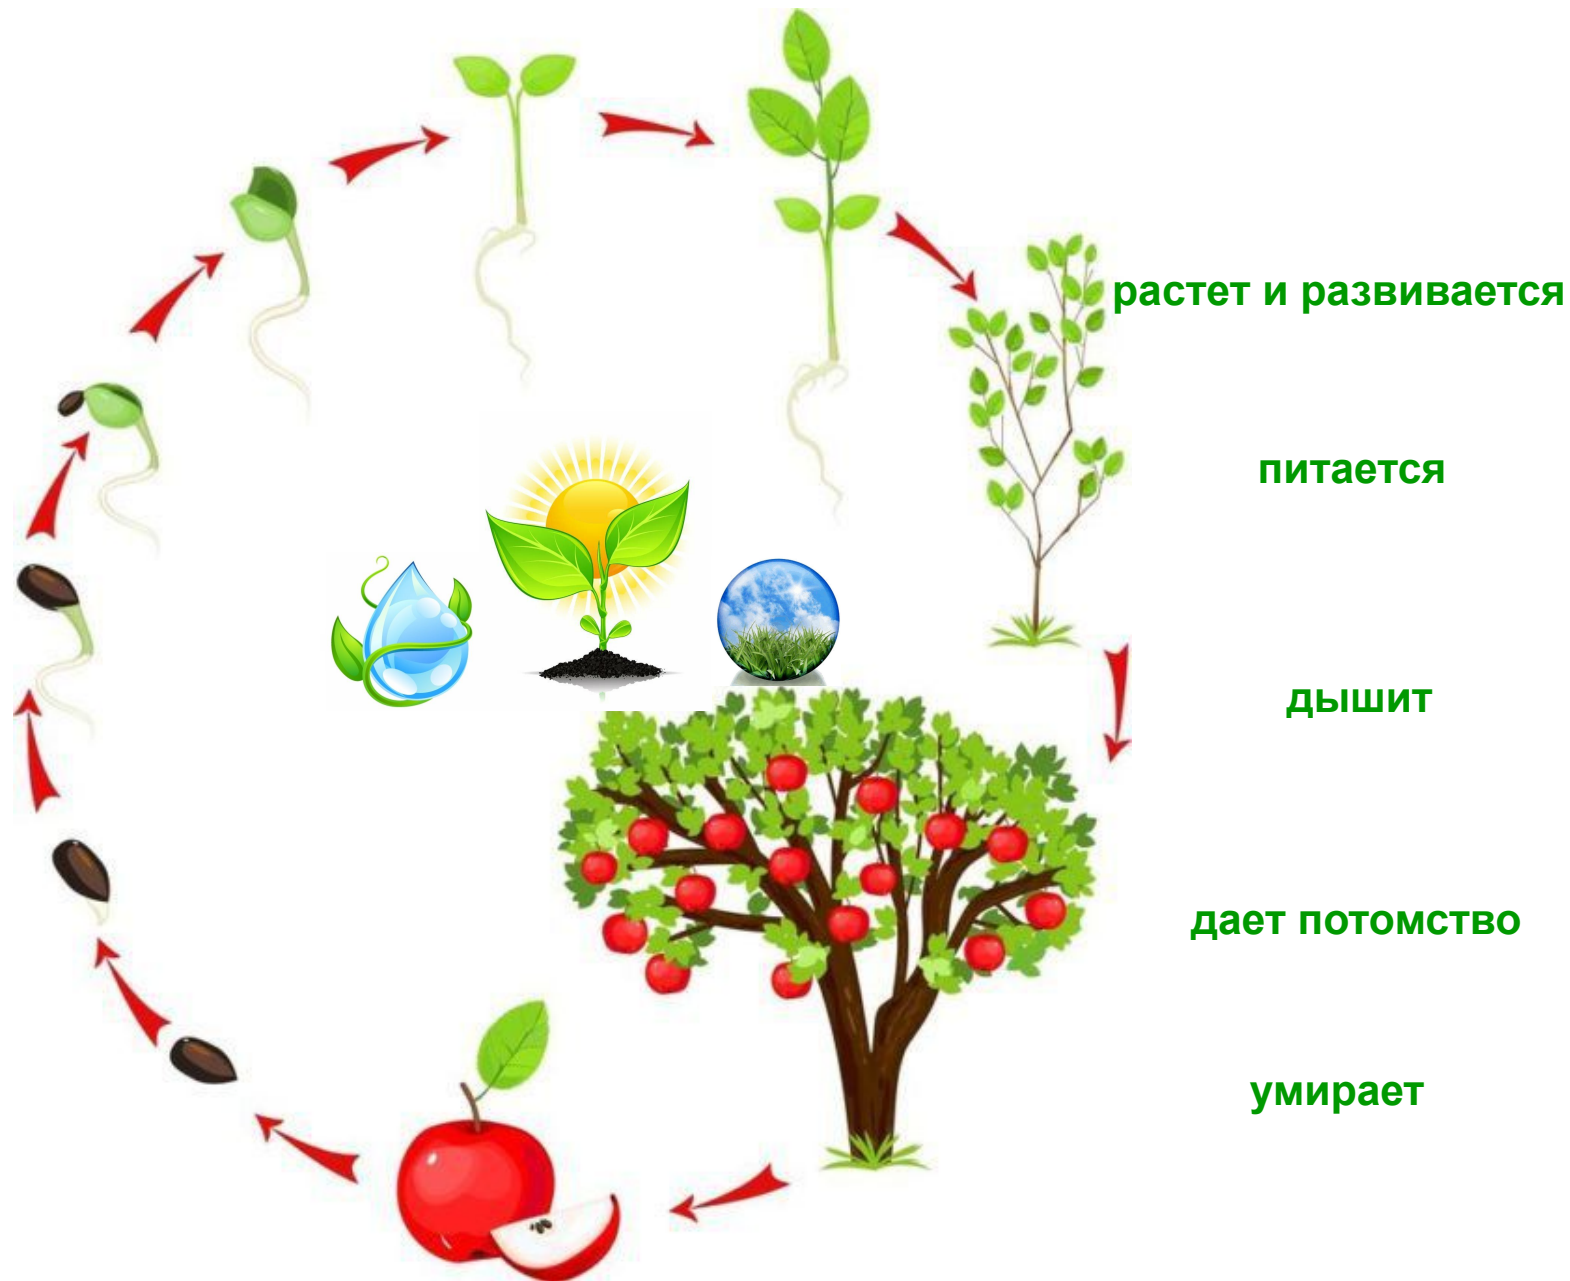 растет и развивается
питается
дышит
дает потомство
умирает